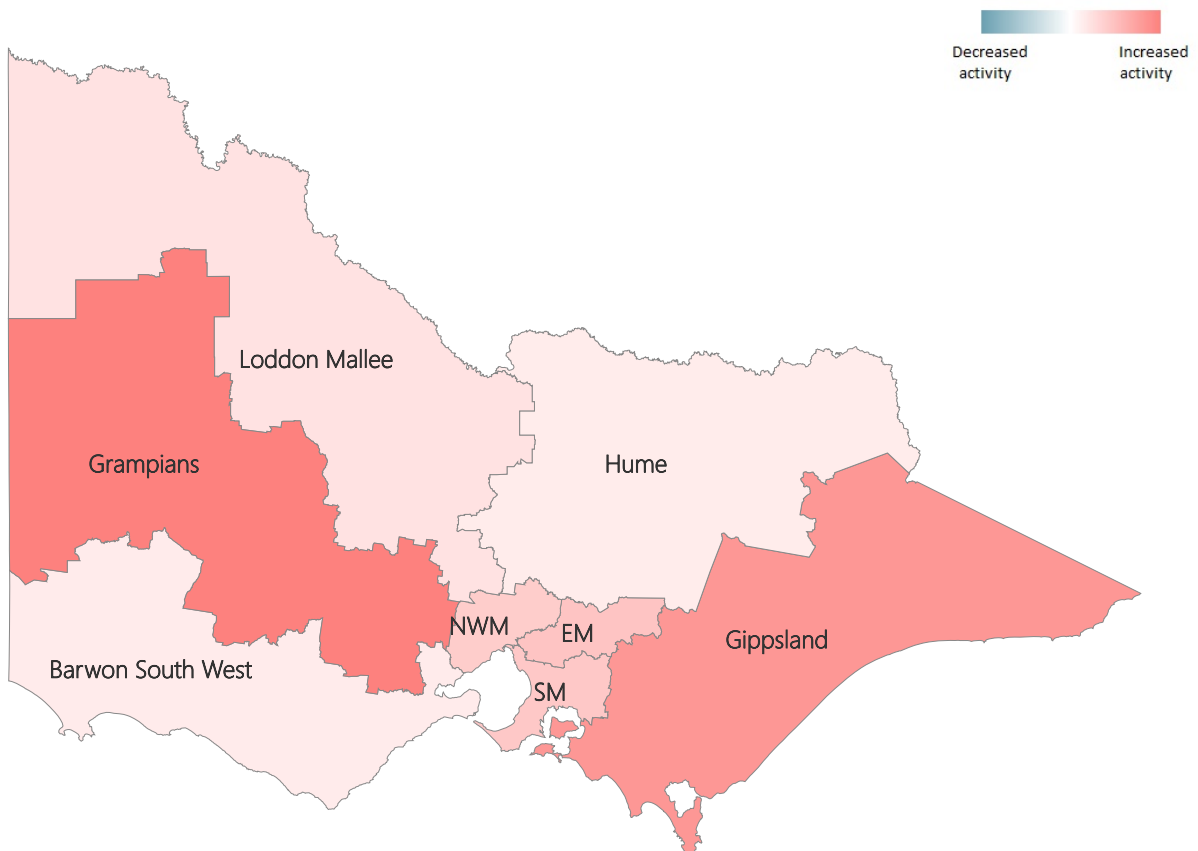 Decreased activity
Increased activity
Loddon Mallee
Grampians
Hume
NWM
EM
Gippsland
Barwon South West
SM